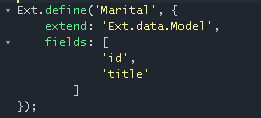 Ext.define('Marital', {
    extend: 'Ext.data.Model',
    fields: [
            'id',
            'title'
        ]
});